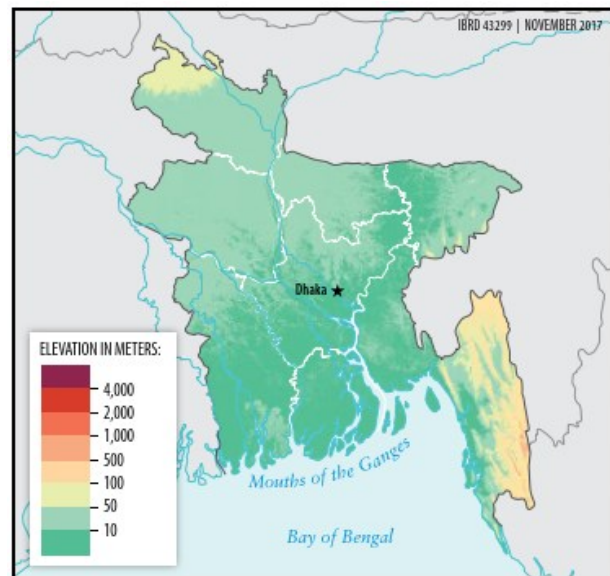 IBRD 43299 | NOVEMBER 2017
Dhaka
ELEVATION IN METERS:
4,000
2,000
1,000
500
100
50
10
Mouths of the Ganges
Bay of Bengal